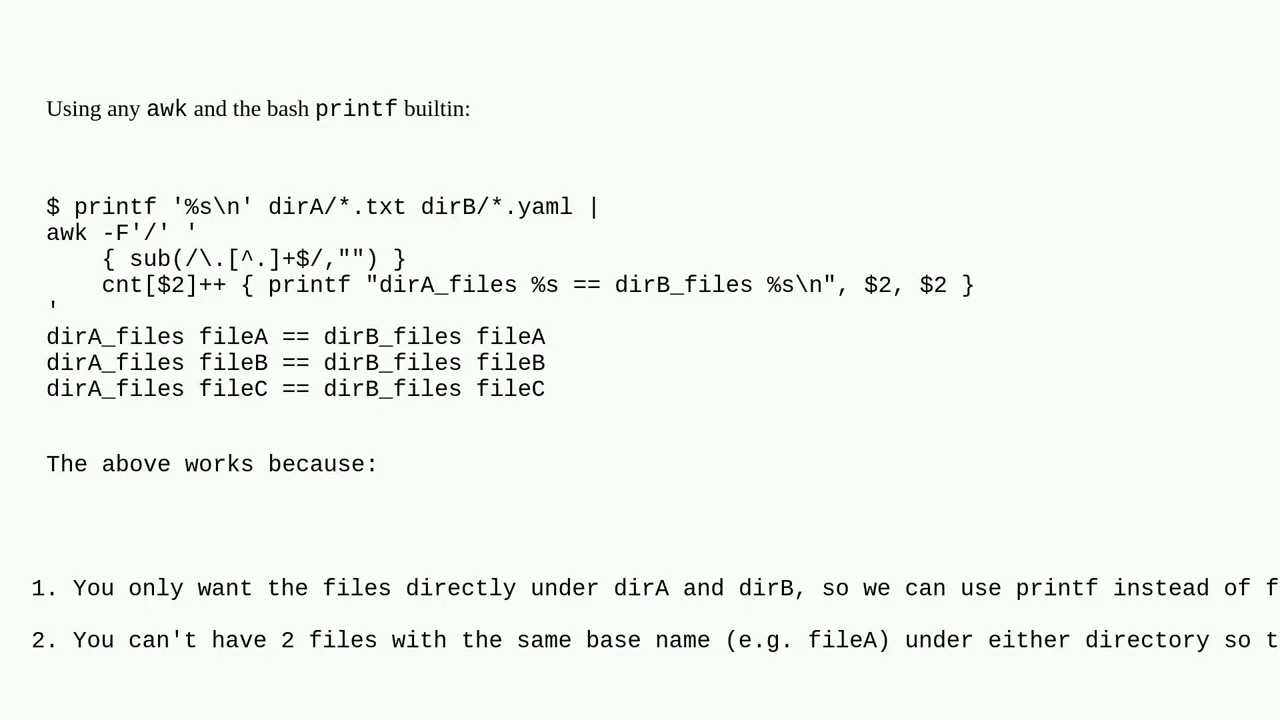 Using any awk and the bash printf builtin:
$ printf '%s\n' dirA/*.txt dirB/*.yaml |
awk -F'/' '
    { sub(/\.[^.]+$/,"") }
    cnt[$2]++ { printf "dirA_files %s == dirB_files %s\n", $2, $2 }
'
dirA_files fileA == dirB_files fileA
dirA_files fileB == dirB_files fileB
dirA_files fileC == dirB_files fileC
The above works because:
1. You only want the files directly under dirA and dirB, so we can use printf instead of
2. You can't have 2 files with the same base name (e.g. fileA) under either directory so